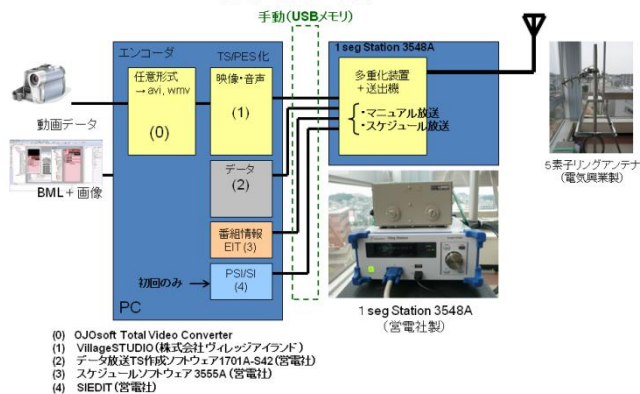 手動(USBメモリ)
エンコーダ
TS/PES化
1 seg Station 3548A
任意形式
→ avi, wmv
(0)
映像・音声
(1)
多重化装置
+送出機
・マニュアル放送
・スケジュール放送
動画データ
データ
(2)
5素子リングアンテナ
(電気興業製)
BML+画像
番組情報
EIT (3)
初回のみ
PSI/SI
(4)
PC
1 seg Station 3548A
(営電社製)
(0) OJOsoft Total Video Converter
(1) VillageSTUDIO(株式会社ヴィレッジアイランド)
(2) データ放送TS作成ソフトウェア1701A-S42(営電社)
(3) スケジュールソフトウェア3555A(営電社)
(4) SIEDIT(営電社)